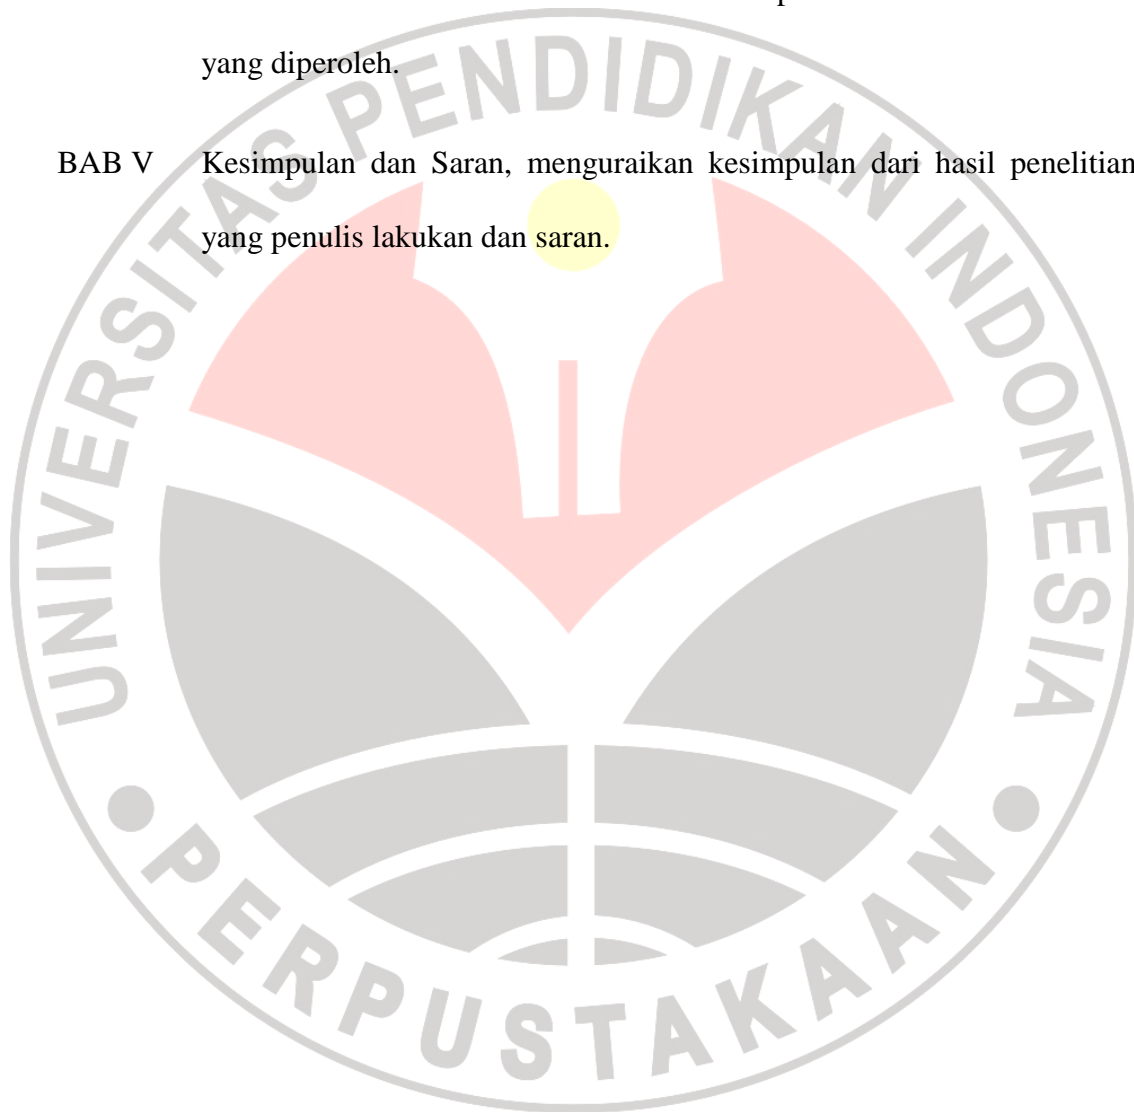 yang diperoleh.
BAB V Kesimpulan dan Saran, menguraikan kesimpulan dari hasil penelitian
yang penulis lakukan dan saran.
UNIVERSITAS PENDIDIKAN INDONESIA
PERPUSTAKAAN